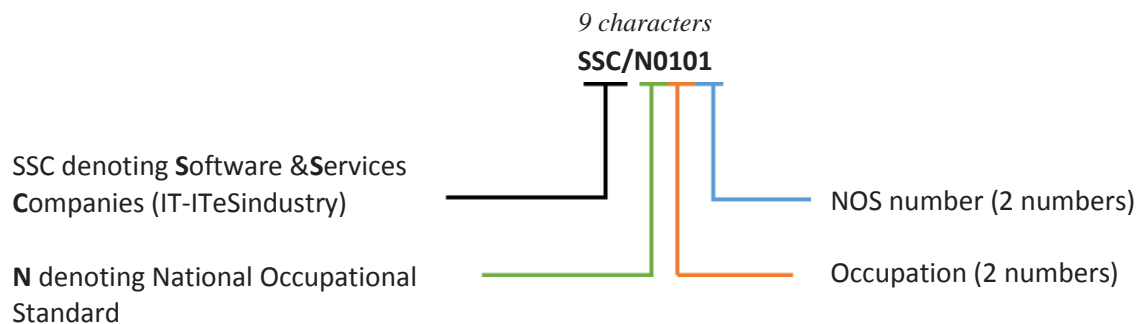 9 characters
SSC/N0101
SSC denoting Software &Services
Companies (IT-ITeSindustry)
NOS number (2 numbers)
N denoting National Occupational
Standard
Occupation (2 numbers)